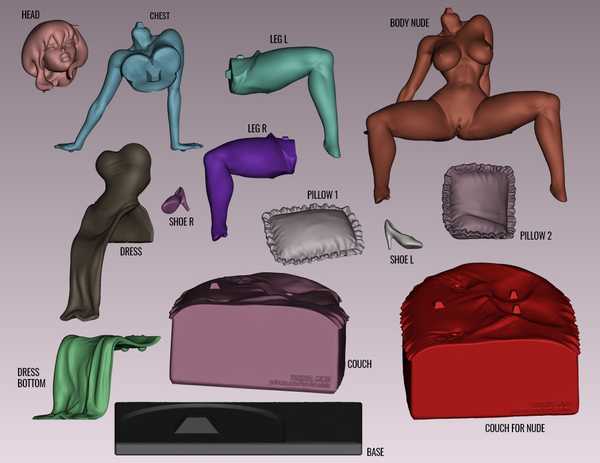 HEAD
CHEST
LEG L
BODY NUDE
LEG R
PILLOW 1
SHOE R
DRESS
SHOE L
PILLOW 2
DRESS
BOTTOM
COUCH
COUCH FOR NUDE
BASE